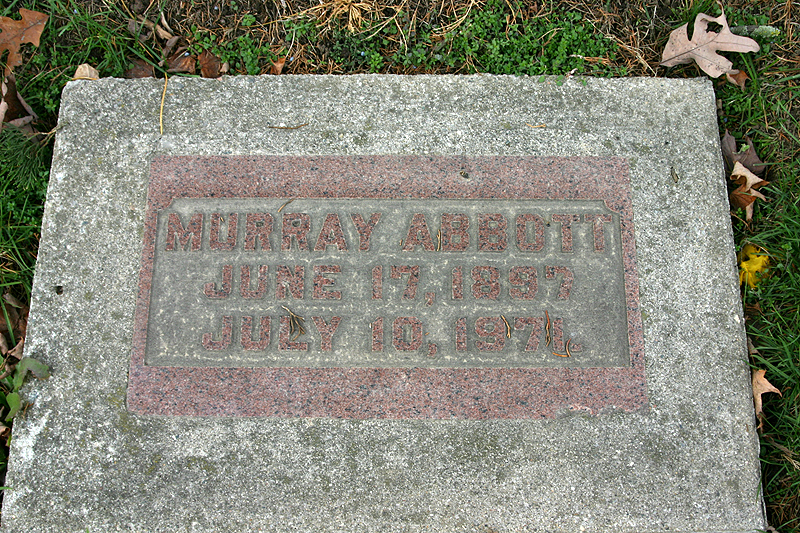 MURRAY ABBOTT
JUNE 17, 1897
JULY 10, 1971.